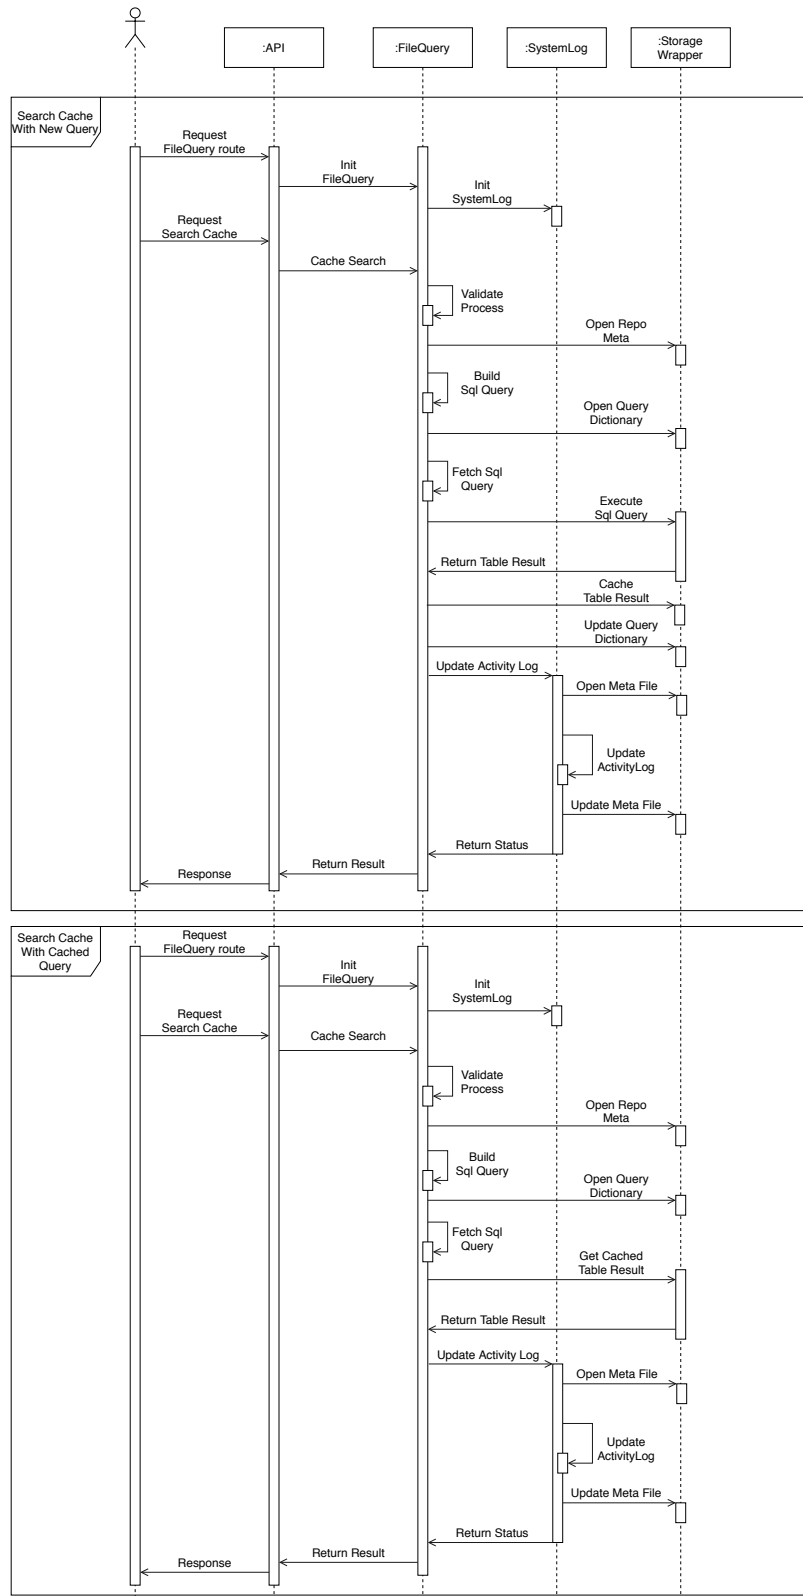 :API
:FileQuery
:SystemLog
:Storage
Wrapper
Search Cache
With New Query
Request
FileQuery route
Init
FileQuery
Init
SystemLog
Request
Search Cache
Cache Search
Validate
Process
Open Repo
Meta
Build
Sql Query
Open Query
Dictionary
Fetch Sql
Query
Execute
Sql Query
Return Table Result
Cache
Table Result
Update Query
Dictionary
Update Activity Log
Open Meta File
Update
ActivityLog
Update Meta File
Return Status
Return Result
Response
Search Cache
With Cached
Query
Request
FileQuery route
Init
FileQuery
Init
SystemLog
Request
Search Cache
Cache Search
Validate
Process
Open Repo
Meta
Build
Sql Query
Open Query
Dictionary
Fetch Sql
Query
Get Cached
Table Result
Return Table Result
Update Activity Log
Open Meta File
Update
ActivityLog
Update Meta File
Return Status
Return Result
Response